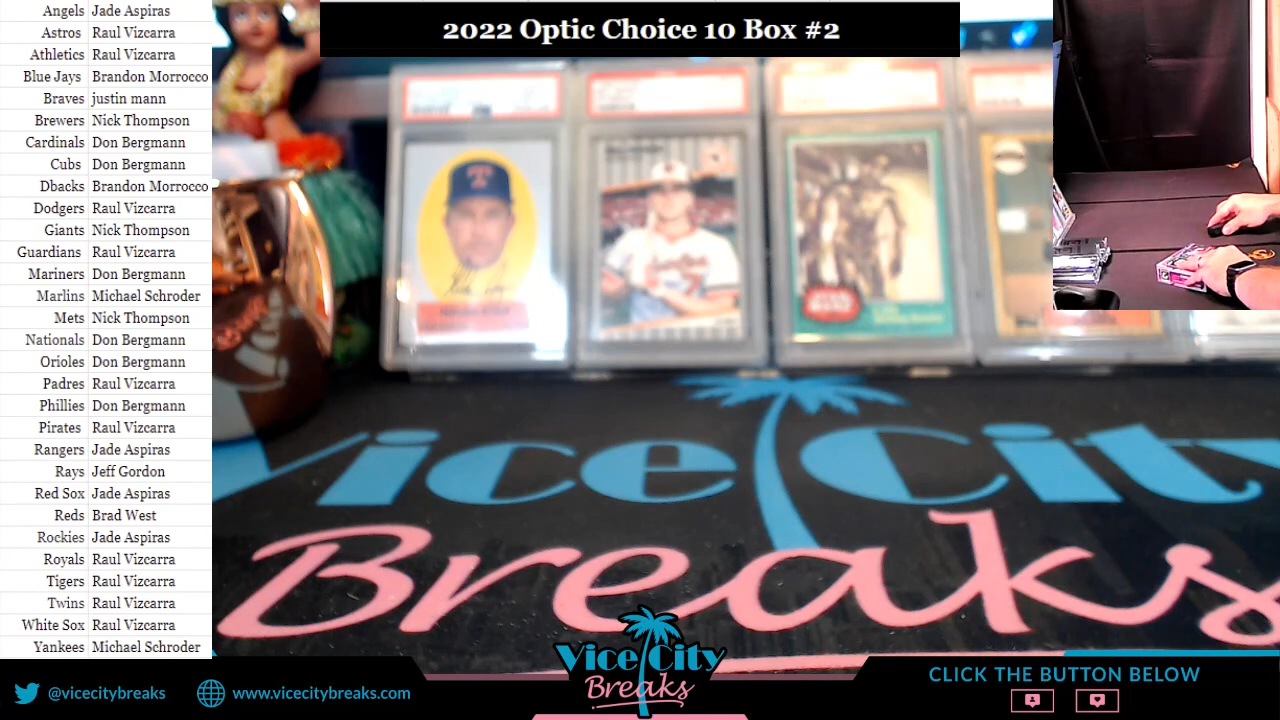 Angels Jade Aspiras
Astros Raul Vizcarra
Athletics Raul Vizcarra
Blue Jays Brandon Morrocco
Braves justin mann
Brewers Nick Thompson
Cardinals Don Bergmann
Cubs Don Bergmann
Dbacks Brandon Morrocco
Dodgers Raul Vizcarra
Giants Nick Thompson
Guardians Raul Vizcarra
Mariners Don Bergmann
Marlins Michael Schroder
Mets Nick Thompson
Nationals Don Bergmann
Orioles Don Bergmann
Padres Raul Vizcarra
Phillies Don Bergmann
Pirates Raul Vizcarra
Rangers Jade Aspiras
Rays Jeff Gordon
Red Sox Jade Aspiras
Reds Brad West
Rockies Jade Aspiras
Royals Raul Vizcarra
Tigers Raul Vizcarra
Twins Raul Vizcarra
White Sox Raul Vizcarra
Yankees Michael Schroder
2022 Optic Choice 10 Box #2
T
Vice City
Breaks
Vice City
Breaks
@vicecitybreaks
www.vicecitybreaks.com
CLICK THE BUTTON BELOW